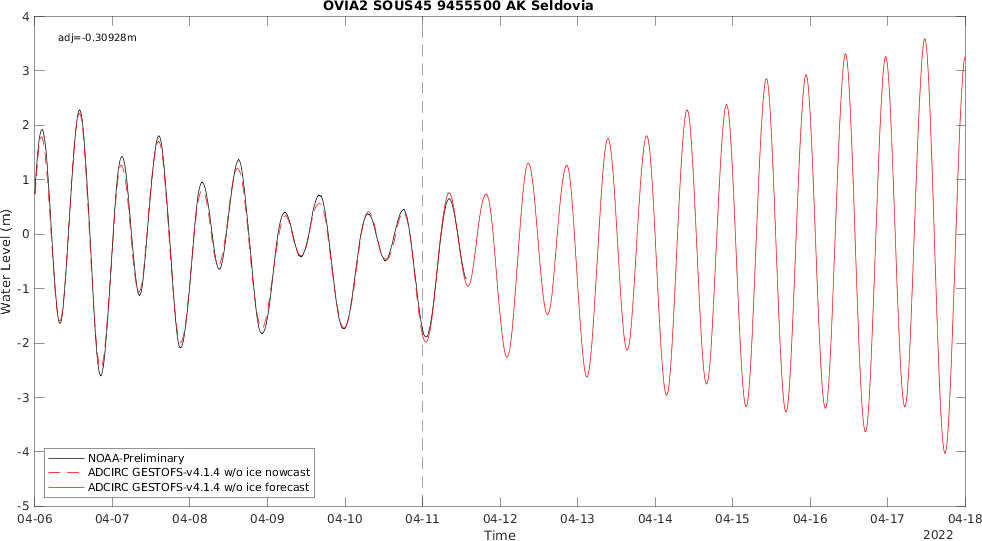 OVIA2 SOUS45 9455500 AK Seldovia
adj=-0.30928m
4
3
2
1
0
-1
-2
-3
-4
-5
Water Level (m)
NOAA-Preliminary
ADCIRC GESTOFS-v4.1.4 w/o ice nowcast
ADCIRC GESTOFS-v4.1.4 w/o ice forecast
04-06 04-07 04-08 04-09 04-10 04-11 04-12 04-13 04-14 04-15 04-16 04-17 04-18
Time
2022